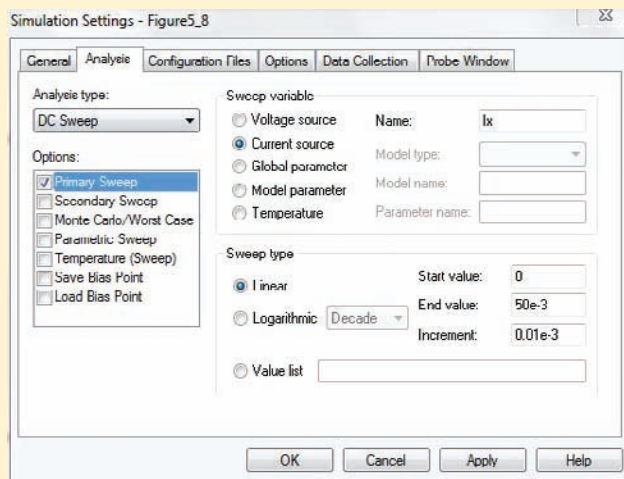 Simulation Settings - Figure5_8
General Analysis Configuration Files Options Data Collection Probe Window
Analysis type:
DC Sweep
Options:
Primary Sweep
Secondary Sweep
Monte Carlo/Worst Case
Parametric Sweep
Temperature (Sweep)
Save Bias Point
Load Bias Point
Sweep variable
Voltage source
Current source
Global parameter
Model parameter
Temperature
Name: Ix
Model type:
Model name:
Parameter name:
Sweep type
Linear
Logarithmic Decade
Value list
Start value: 0
End value: 50e-3
Increment: 0.01e-3
OK Cancel Apply Help